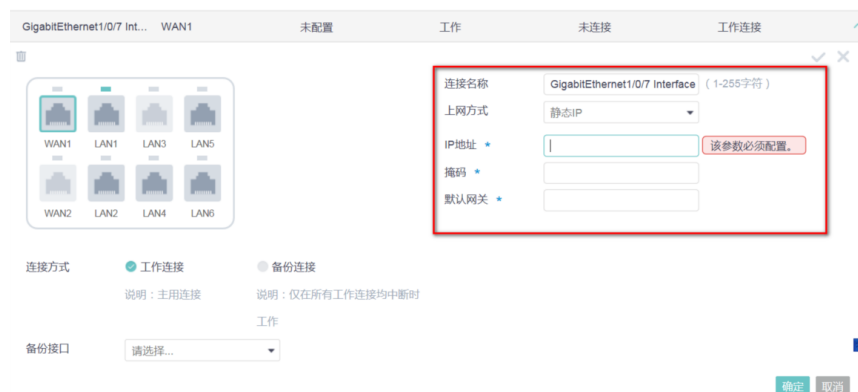 GigabitEthernet1/0/7 Int... WAN1 未配置 工作 未连接 工作连接
连接名称 GigabitEthernet1/0/7 Interface (1-255字符)
上网方式 静态IP
IP地址 * 该参数必须配置。
掩码 *
默认网关 *
WAN1 LAN1 LAN3 LAN5
WAN2 LAN2 LAN4 LAN6
连接方式 工作连接 备份连接
说明：主用连接 说明：仅在所有工作连接均中断时
工作
备份接口 请选择...
确定 取消